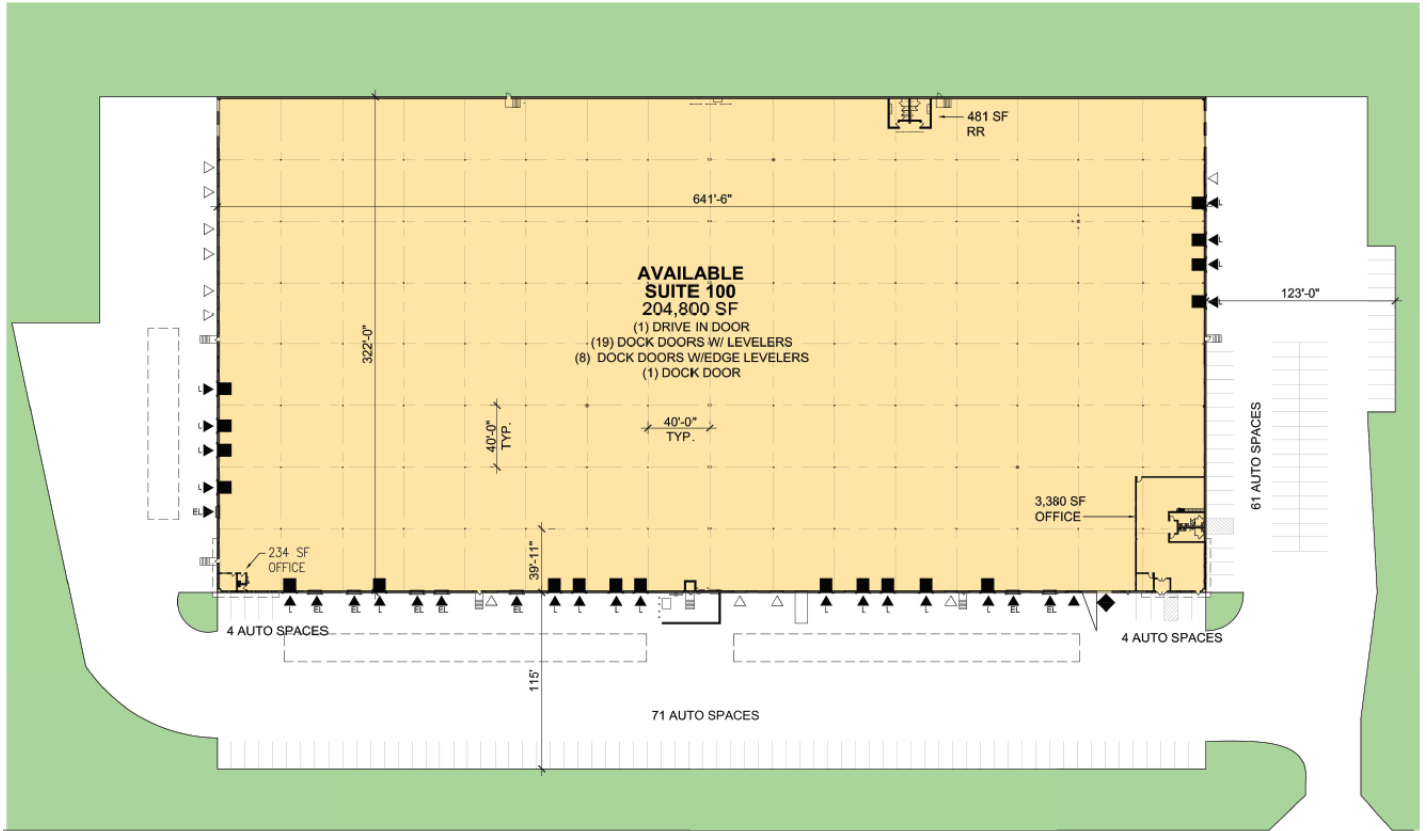 481 SF
RR
L
641'-6"
L
L
AVAILABLE
SUITE 100
204,800 SF
(1) DRIVE IN DOOR
(19) DOCK DOORS W/ LEVELERS
(8) DOCK DOORS W/EDGE LEVELERS
(1) DOCK DOOR
123'-0"
L
322'-0"
L
40'-0"
TYP.
40'-0"
TYP.
61 AUTO SPACES
L
L
L
EL
3,380 SF
OFFICE
39'-11"
234 SF
OFFICE
L EL EL L EL EL EL L L L L L L L L L EL EL
4 AUTO SPACES
4 AUTO SPACES
115'
71 AUTO SPACES